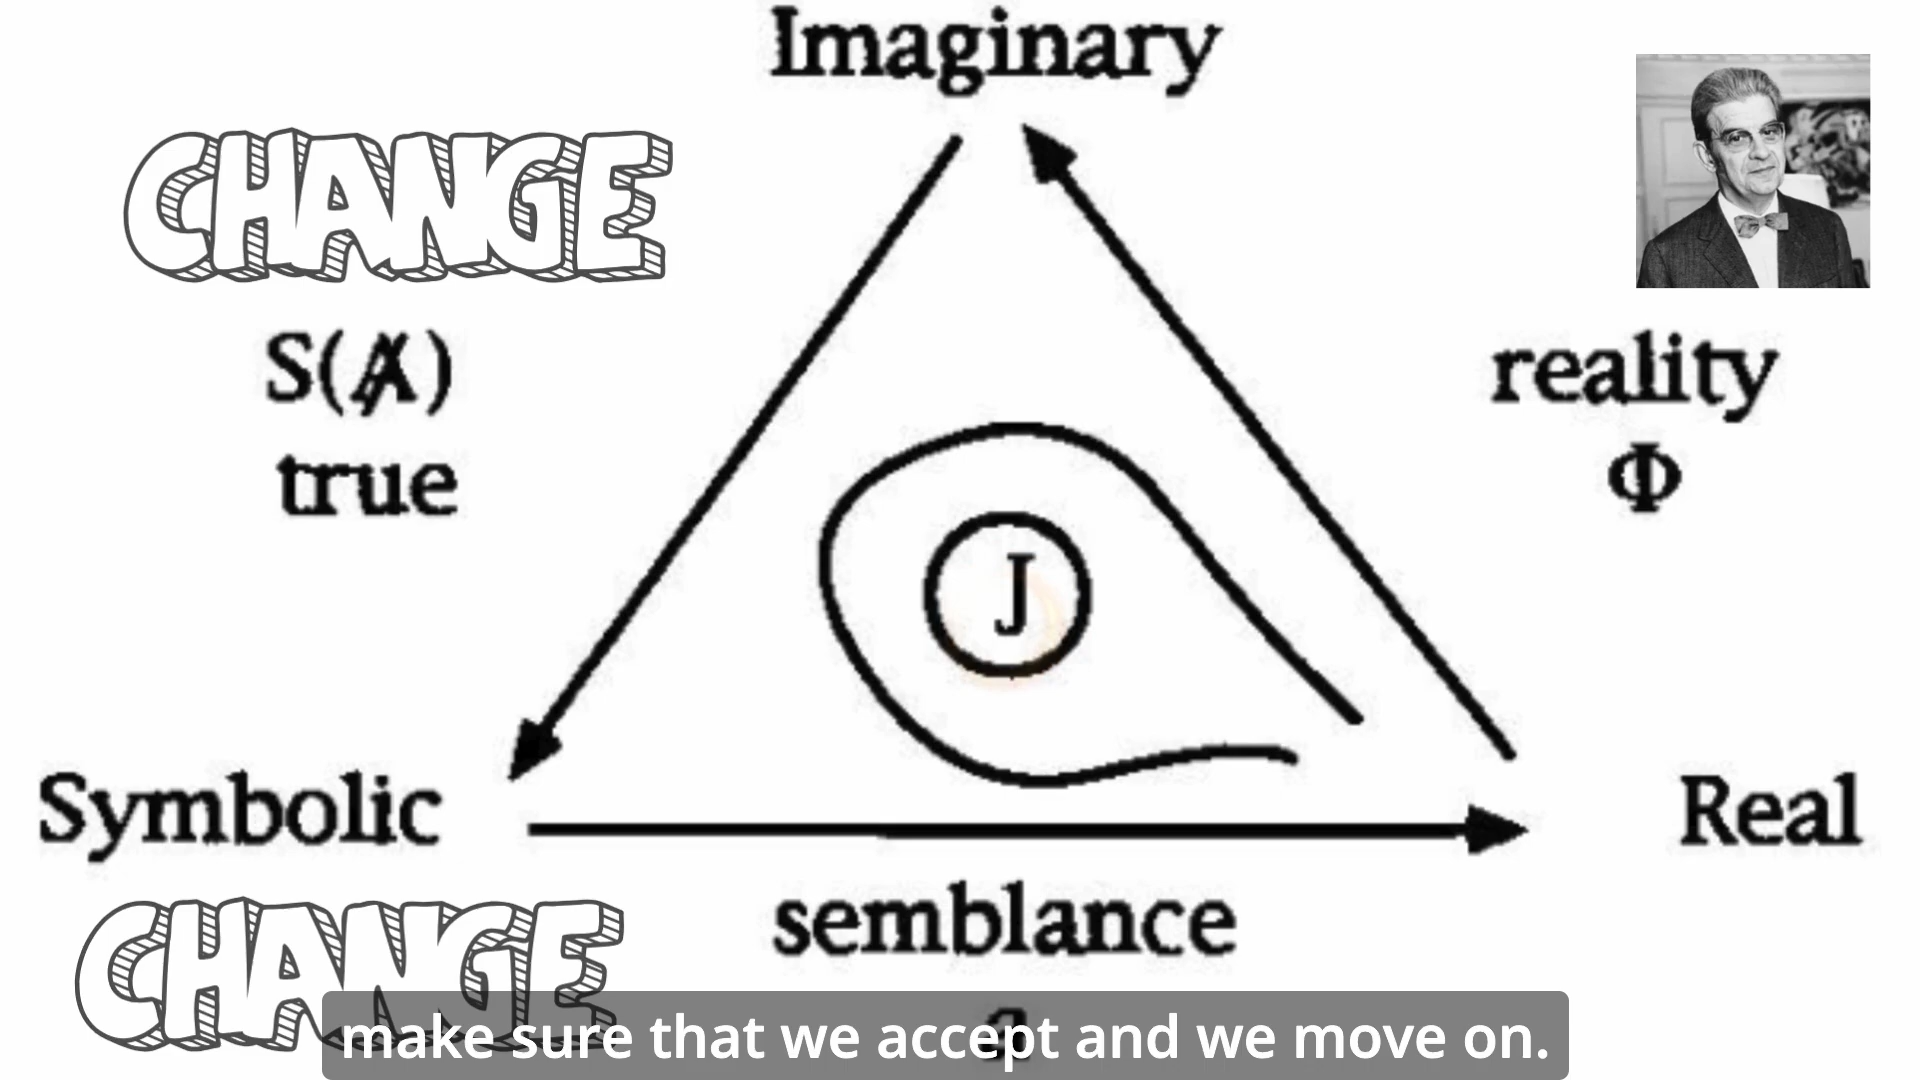 Imaginary
CHANGE
S(A̸)
true
reality
Φ
J
Symbolic
Real
semblance
CHANGE
a
make sure that we accept and we move on.